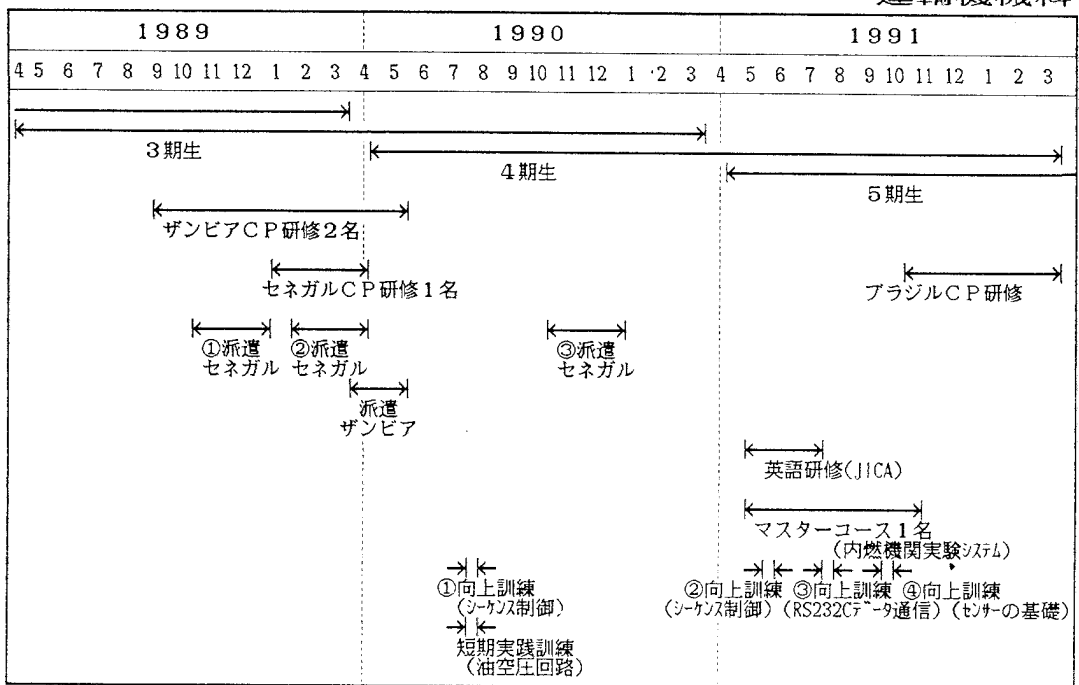 運輸機械科
1989 1990 1991
4 5 6 7 8 9 10 11 12 1 2 3 4 5 6 7 8 9 10 11 12 1 2 3 4 5 6 7 8 9 10 11 12 1 2 3
3期生
4期生
5期生
ザンビアCP研修2名
セネガルCP研修1名
ブラジルCP研修
①派遣 ②派遣 ③派遣
セネガル セネガル セネガル
派遣
ザンビア
英語研修(JICA)
マスターコース1名
(内燃機関実験システム)
①向上訓練 ②向上訓練 ③向上訓練 ④向上訓練
(シーケンス制御) (シーケンス制御) (RS232Cデータ通信) (センサーの基礎)
短期実践訓練
(油空圧回路)